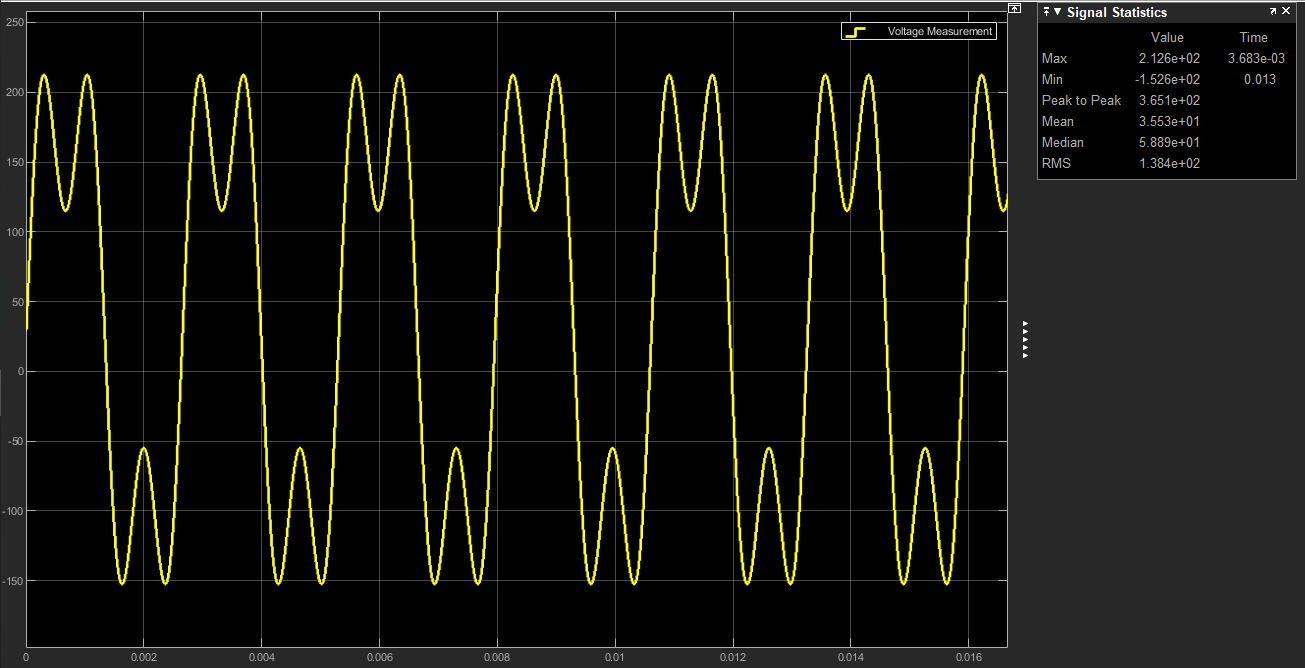 Voltage Measurement
250
200
150
100
50
0
-50
-100
-150
0 0.002 0.004 0.006 0.008 0.01 0.012 0.014 0.016
Signal Statistics
Value Time
Max 2.126e+02 3.683e-03
Min -1.526e+02 0.013
Peak to Peak 3.651e+02
Mean 3.553e+01
Median 5.889e+01
RMS 1.384e+02